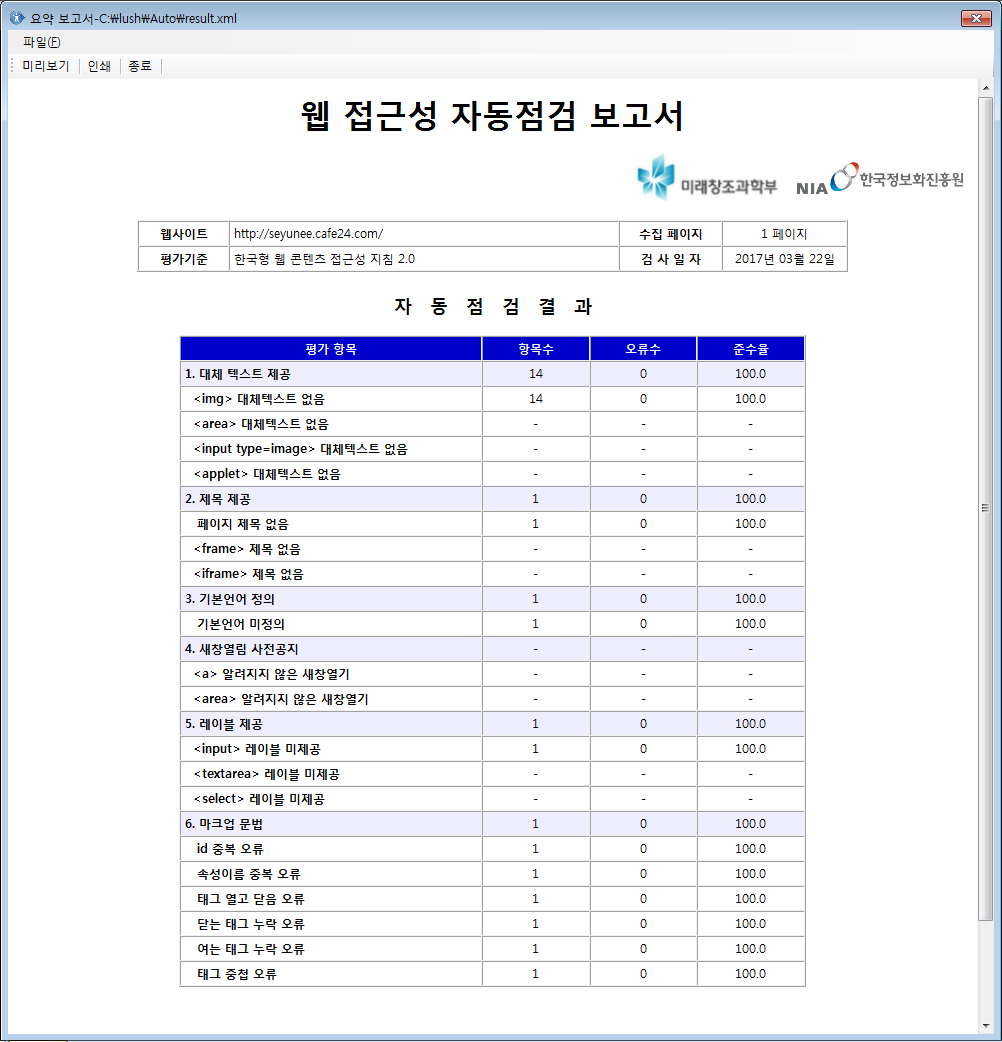 요약 보고서-C:\lush\Auto\result.xml
파일(F)
미리보기 인쇄 종료
웹 접근성 자동점검 보고서
미래창조과학부 NIA 한국정보화진흥원
웹사이트 http://seyunee.cafe24.com/ 수집 페이지 1 페이지
평가기준 한국형 웹 콘텐츠 접근성 지침 2.0 검 사 일 자 2017년 03월 22일
자 동 점 검 결 과
평가 항목 항목수 오류수 준수율
1. 대체 텍스트 제공 14 0 100.0
<img> 대체텍스트 없음 14 0 100.0
<area> 대체텍스트 없음 - - -
<input type=image> 대체텍스트 없음 - - -
<applet> 대체텍스트 없음 - - -
2. 제목 제공 1 0 100.0
페이지 제목 없음 1 0 100.0
<frame> 제목 없음 - - -
<iframe> 제목 없음 - - -
3. 기본언어 정의 1 0 100.0
기본언어 미정의 1 0 100.0
4. 새창열림 사전공지 - - -
<a> 알려지지 않은 새창열기 - - -
<area> 알려지지 않은 새창열기 - - -
5. 레이블 제공 1 0 100.0
<input> 레이블 미제공 1 0 100.0
<textarea> 레이블 미제공 - - -
<select> 레이블 미제공 - - -
6. 마크업 문법 1 0 100.0
id 중복 오류 1 0 100.0
속성이름 중복 오류 1 0 100.0
태그 열고 닫음 오류 1 0 100.0
닫는 태그 누락 오류 1 0 100.0
여는 태그 누락 오류 1 0 100.0
태그 중첩 오류 1 0 100.0